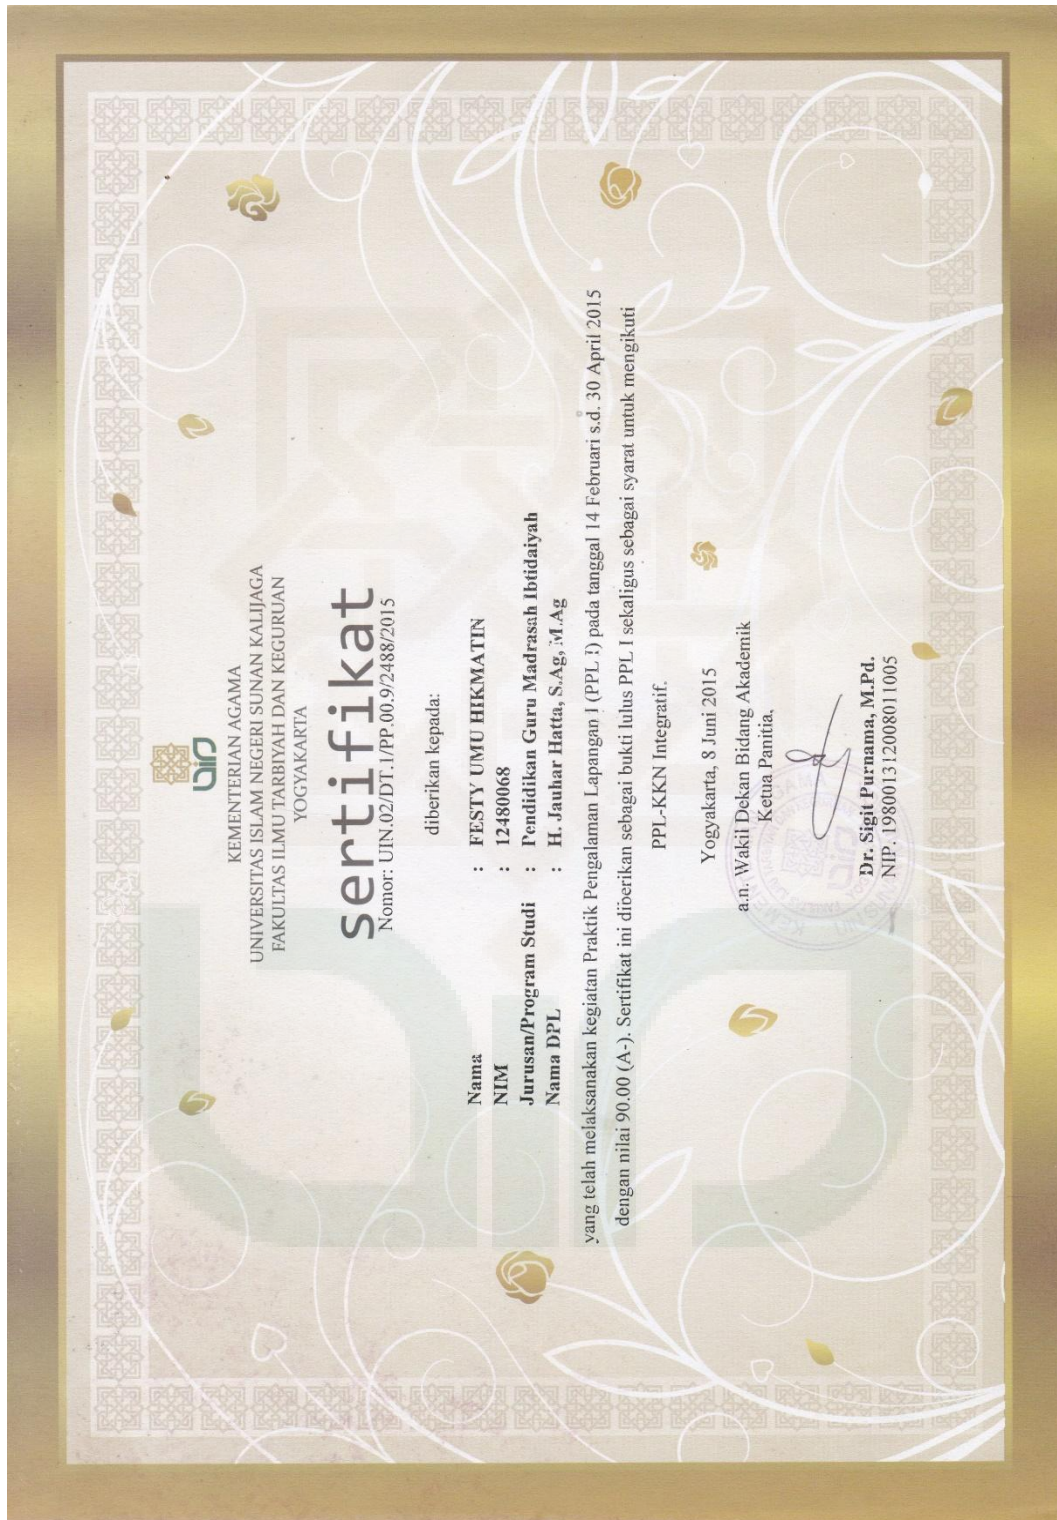 uin
KEMENTERIAN AGAMA
UNIVERSITAS ISLAM NEGERI SUNAN KALIJAGA
FAKULTAS ILMU TARBIYAH DAN KEGURUAN
YOGYAKARTA
sertifikat
Nomor: UIN.02/DT.1/PP.00.9/2488/2015
diberikan kepada:
Nama : FESTY UMU HIKMATIN
NIM : 12480068
Jurusan/Program Studi : Pendidikan Guru Madrasah Ibtidaiyah
Nama DPL : H. Jauhar Hatta, S.Ag, M.Ag
yang telah melaksanakan kegiatan Praktik Pengalaman Lapangan I (PPL I) pada tanggal 14 Februari s.d. 30 April 2015
dengan nilai 90.00 (A-). Sertifikat ini diberikan sebagai bukti lulus PPL I sekaligus sebagai syarat untuk mengikuti
PPL-KKN Integratif.
Yogyakarta, 8 Juni 2015
a.n. Wakil Dekan Bidang Akademik
Ketua Panitia,
Dr. Sigit Purnama, M.Pd.
NIP. 198001312008011005